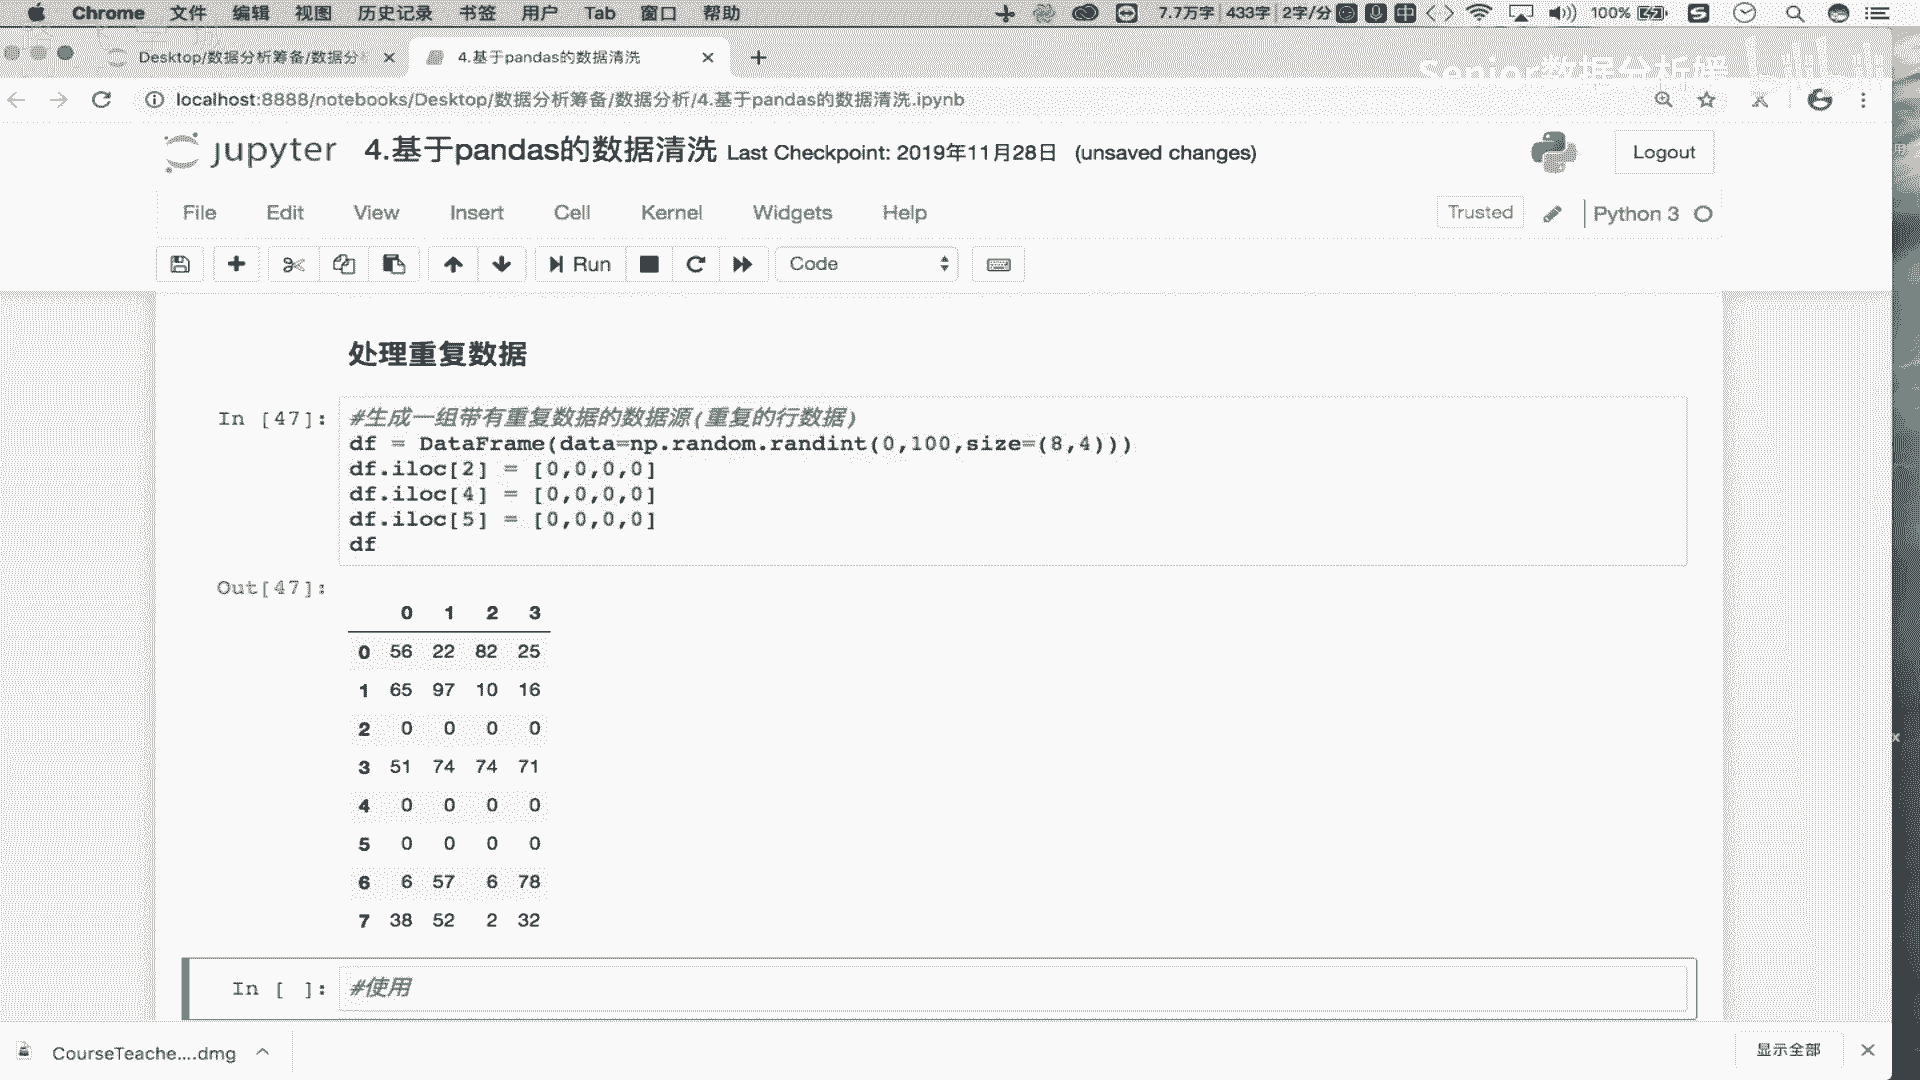 Chrome 文件 编辑 视图 历史记录 书签 用户 Tab 窗口 帮助 7.7万字 433字 2字/分 中 100%
Desktop/数据分析筹备/数据分 4.基于pandas的数据清洗
Senior数据分析媛 bilibili
localhost:8888/notebooks/Desktop/数据分析筹备/数据分析/4.基于pandas的数据清洗.ipynb
jupyter 4.基于pandas的数据清洗 Last Checkpoint: 2019年11月28日 (unsaved changes) Logout
File Edit View Insert Cell Kernel Widgets Help Trusted Python 3
Run Code
处理重复数据
In [47]: #生成一组带有重复数据的数据源(重复的行数据)
df = DataFrame(data=np.random.randint(0,100,size=(8,4)))
df.iloc[2] = [0,0,0,0]
df.iloc[4] = [0,0,0,0]
df.iloc[5] = [0,0,0,0]
df
Out[47]:
0 1 2 3
0 56 22 82 25
1 65 97 10 16
2 0 0 0 0
3 51 74 74 71
4 0 0 0 0
5 0 0 0 0
6 6 57 6 78
7 38 52 2 32
In [ ]: #使用
CourseTeache....dmg 显示全部